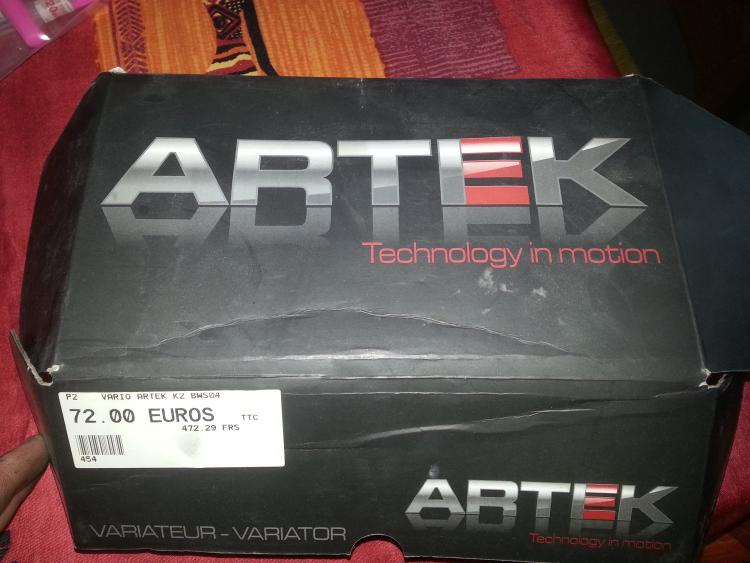 ARTEK
Technology in motion
P2 VARIO ARTEK K2 BWS04
72.00 EUROS TTC
472.29 FRS
454
ARTEK
Technology in motion
VARIATEUR - VARIATOR